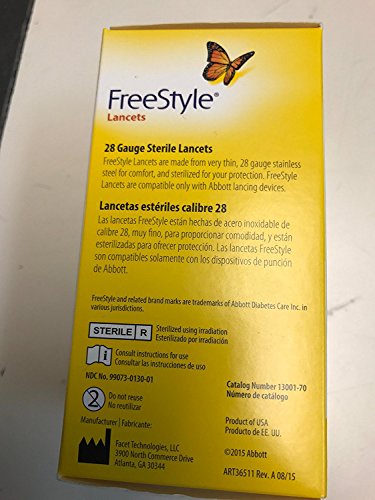 FreeStyle®
Lancets
28 Gauge Sterile Lancets
FreeStyle Lancets are made from very thin, 28 gauge stainless
steel for comfort, and sterilized for your protection. FreeStyle
Lancets are compatible only with Abbott lancing devices.
Lancetas estériles calibre 28
Las lancetas FreeStyle están hechas de acero inoxidable
de calibre 28, muy fino, para proporcionar comodidad, y están
esterilizadas para ofrecer protección. Las lancetas FreeStyle
son compatibles solamente con los dispositivos de punción
de Abbott.
FreeStyle and related brand marks are trademarks of Abbott Diabetes Care Inc. in
various jurisdictions.
STERILE R Sterilized using irradiation
Esterilizado por irradiación
i Consult instructions for use
Consultar las instrucciones de uso
NDC No. 99073-0130-01
Catalog Number 13001-70
Número de catálogo
2 Do not reuse
No reutilizar
Product of USA
Producto de EE. UU.
Manufacturer / Fabricante:
Facet Technologies, LLC
3900 North Commerce Drive
Atlanta, GA 30344
©2015 Abbott
ART36511 Rev. A 08/15